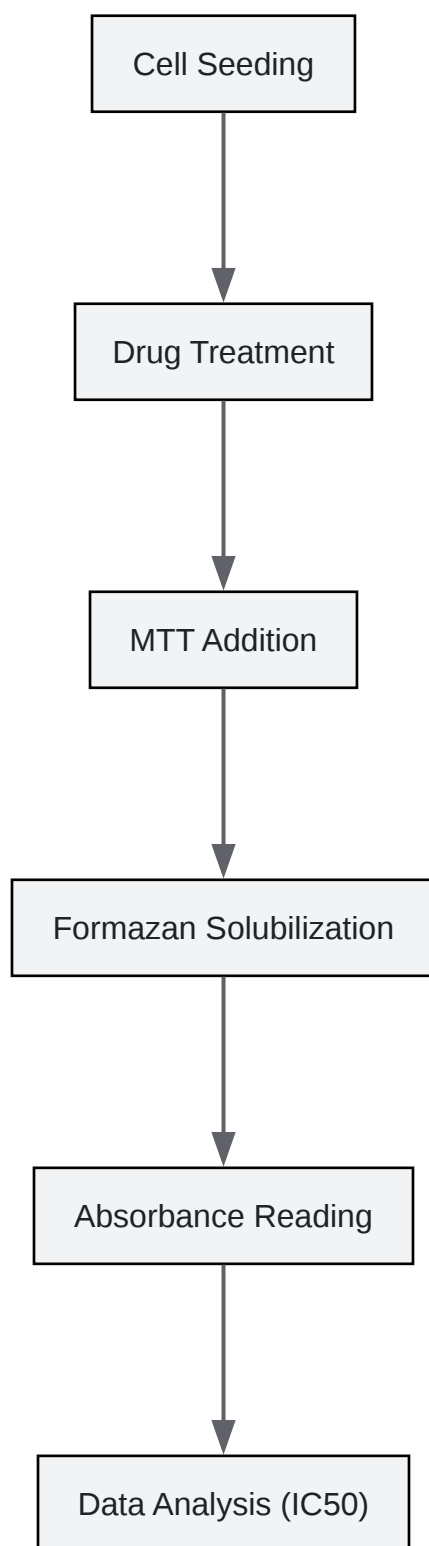 Cell Seeding
Drug Treatment
MTT Addition
Formazan Solubilization
Absorbance Reading
Data Analysis (IC50)